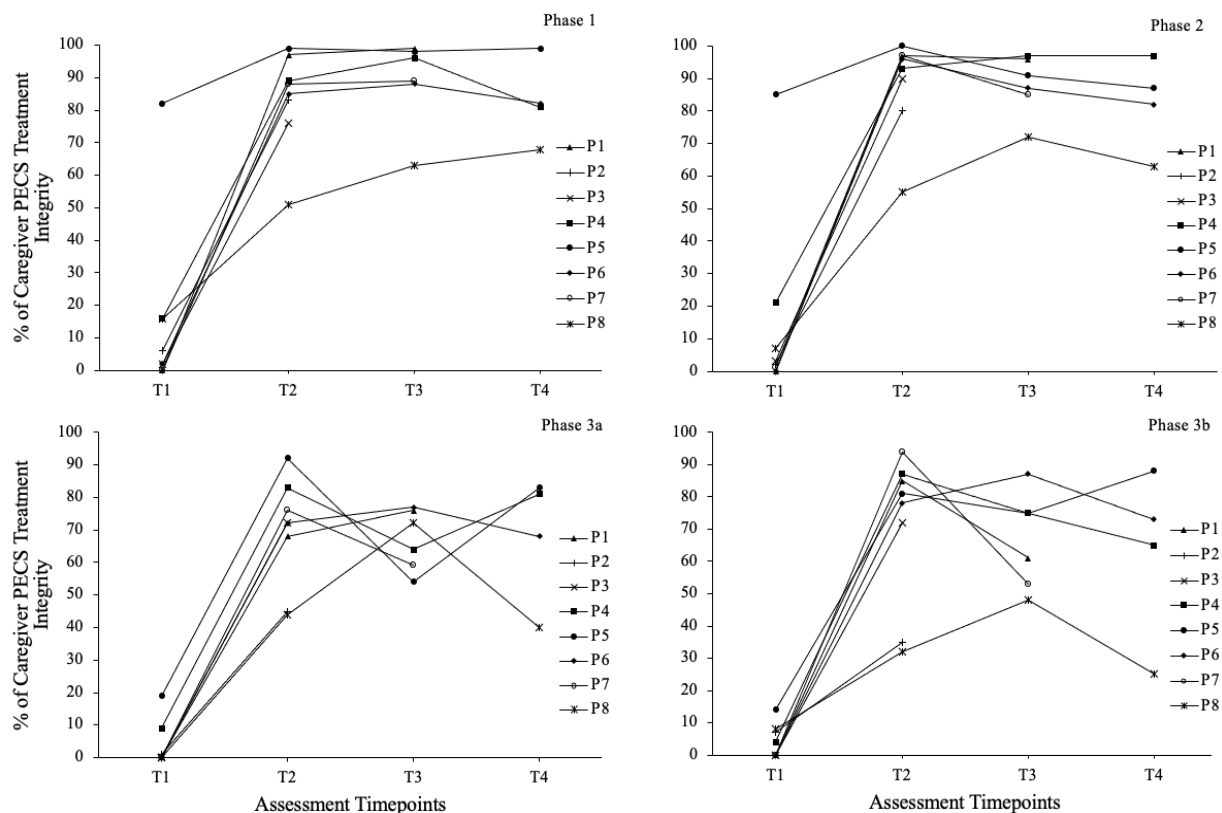 Phase 1
% of Caregiver PECS Treatment
Integrity
100
90
80
70
60
50
40
30
20
10
0
T1 T2 T3 T4
P1
P2
P3
P4
P5
P6
P7
P8
Phase 2
100
90
80
70
60
50
40
30
20
10
0
T1 T2 T3 T4
P1
P2
P3
P4
P5
P6
P7
P8
Phase 3a
% of Caregiver PECS Treatment
Integrity
100
90
80
70
60
50
40
30
20
10
0
T1 T2 T3 T4
Assessment Timepoints
P1
P2
P3
P4
P5
P6
P7
P8
Phase 3b
100
90
80
70
60
50
40
30
20
10
0
T1 T2 T3 T4
Assessment Timepoints
P1
P2
P3
P4
P5
P6
P7
P8